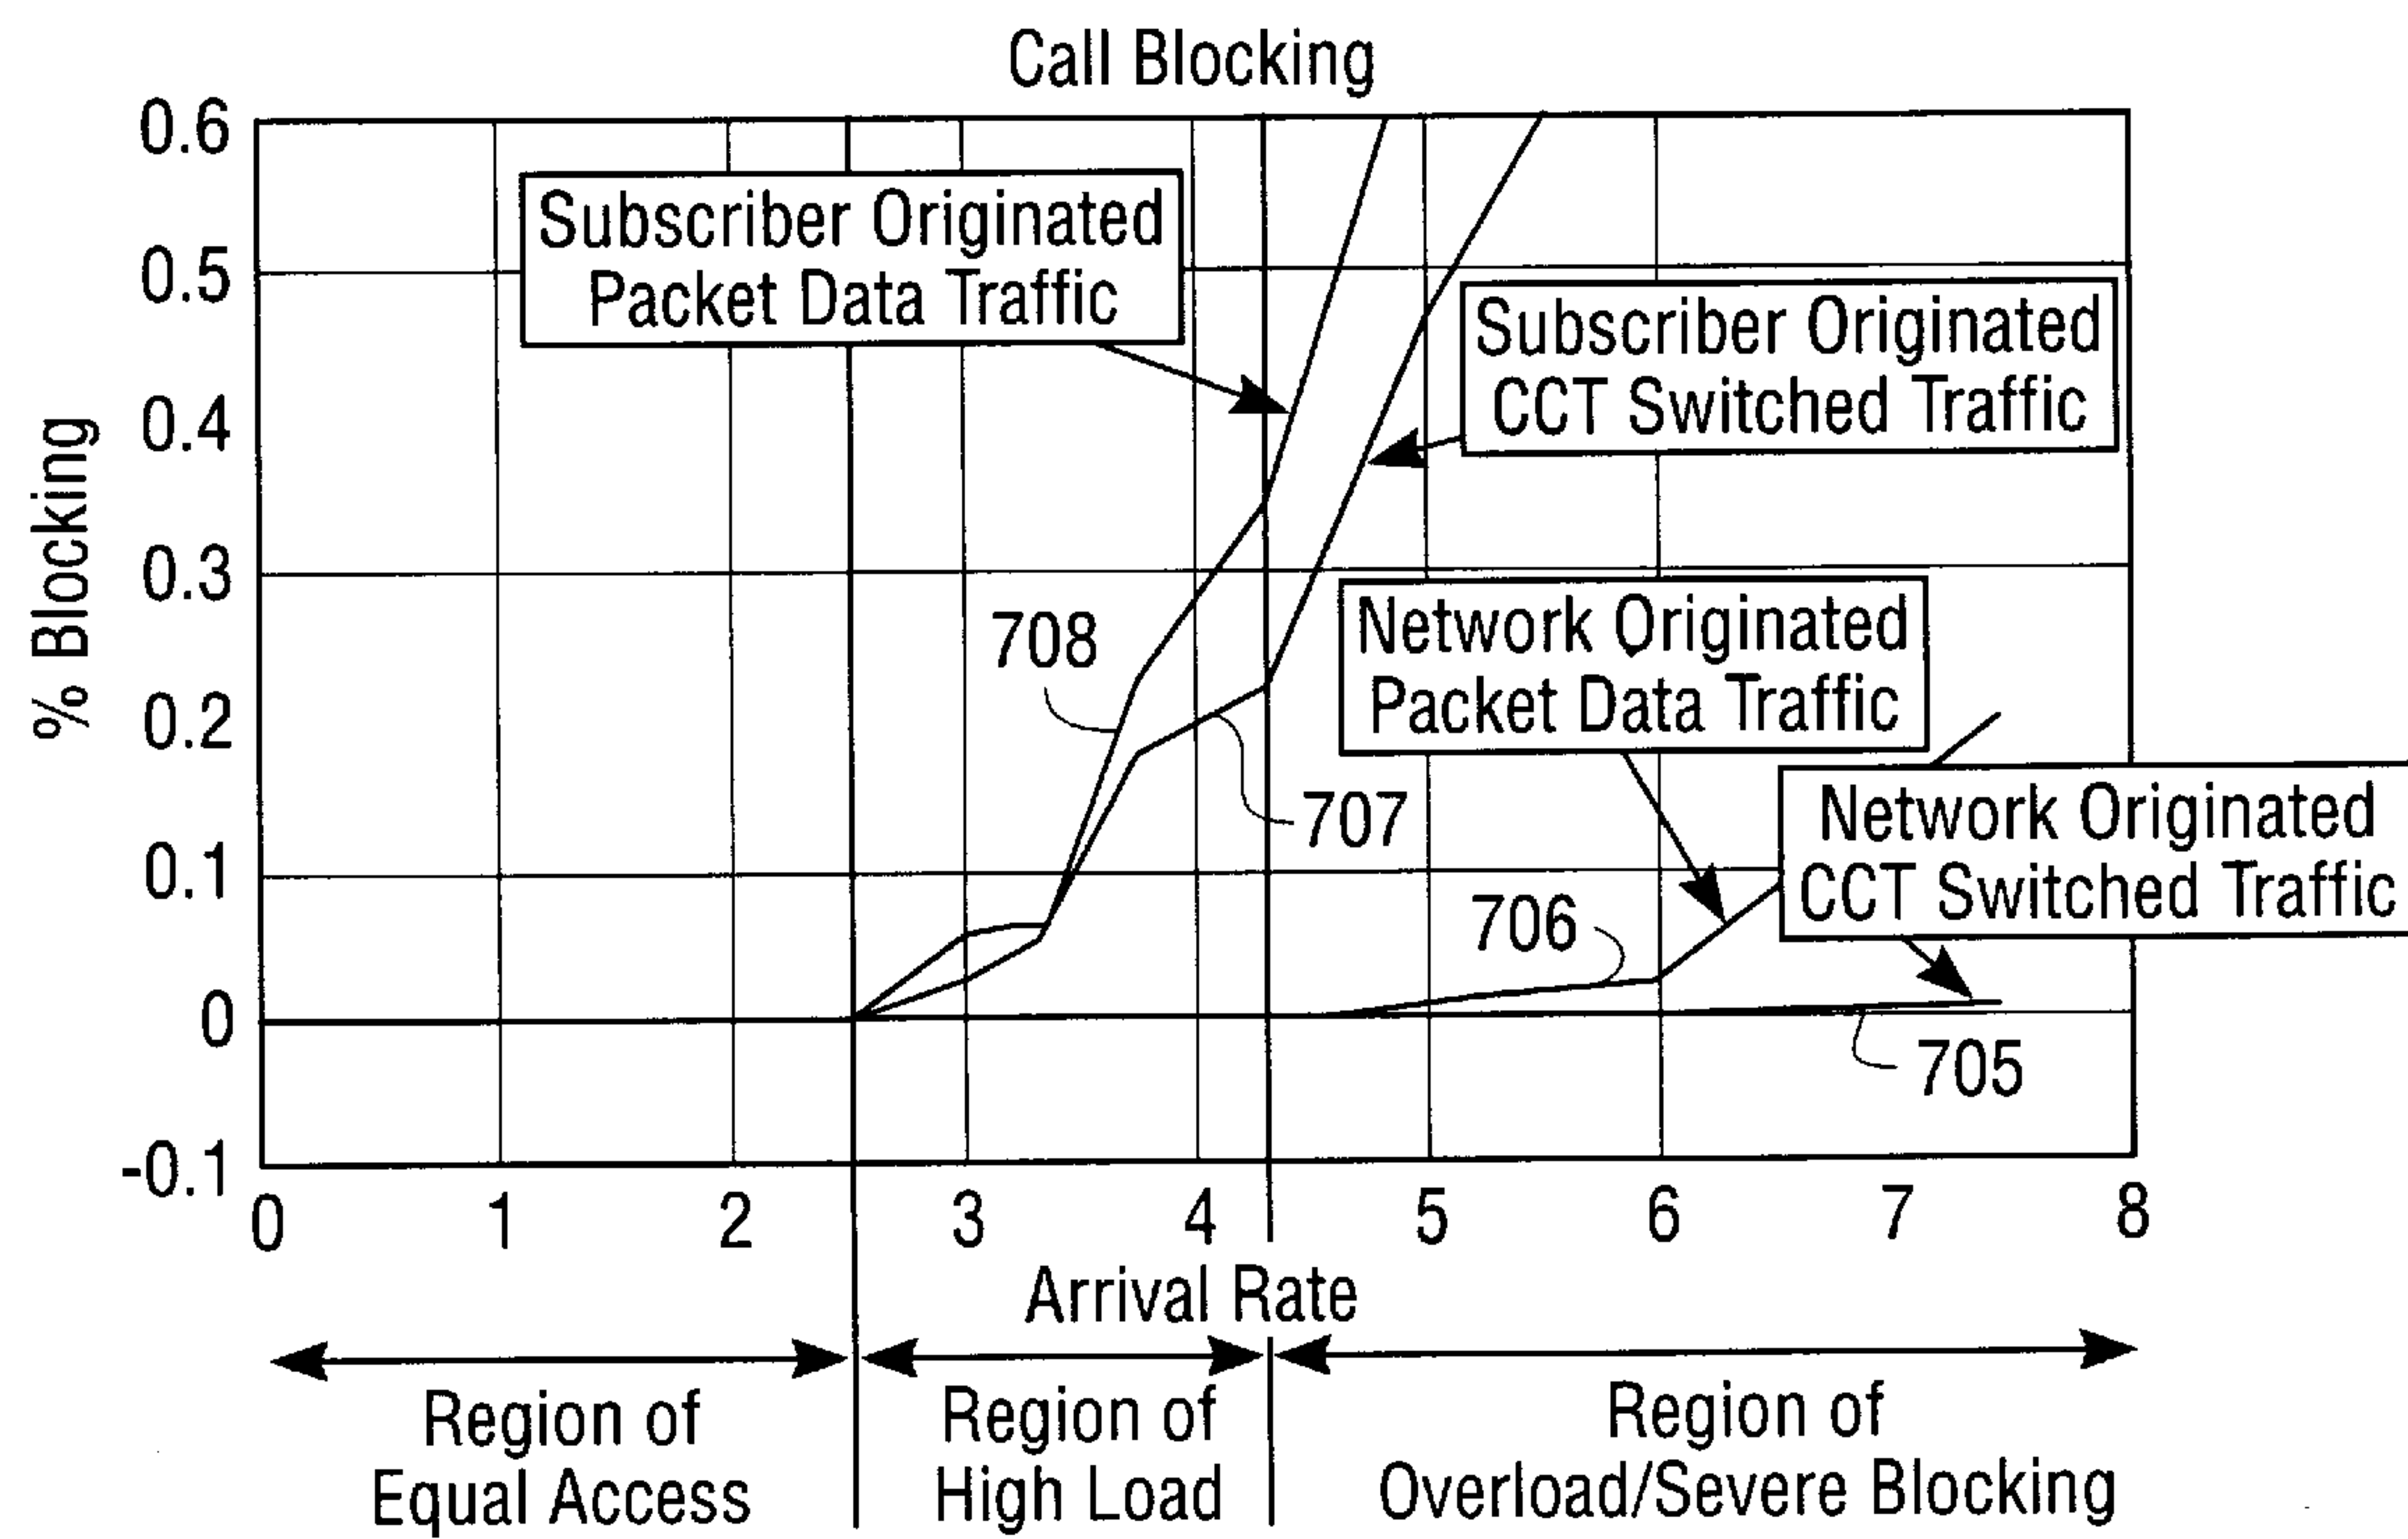 Call Blocking
0.6
0.5
0.4
0.3
0.2
0.1
0
-0.1
% Blocking
Subscriber Originated
Packet Data Traffic
Subscriber Originated
CCT Switched Traffic
708
Network Originated
Packet Data Traffic
707
Network Originated
CCT Switched Traffic
706
705
0 1 2 3 4 5 6 7 8
Arrival Rate
Region of
Equal Access
Region of
High Load
Region of
Overload/Severe Blocking